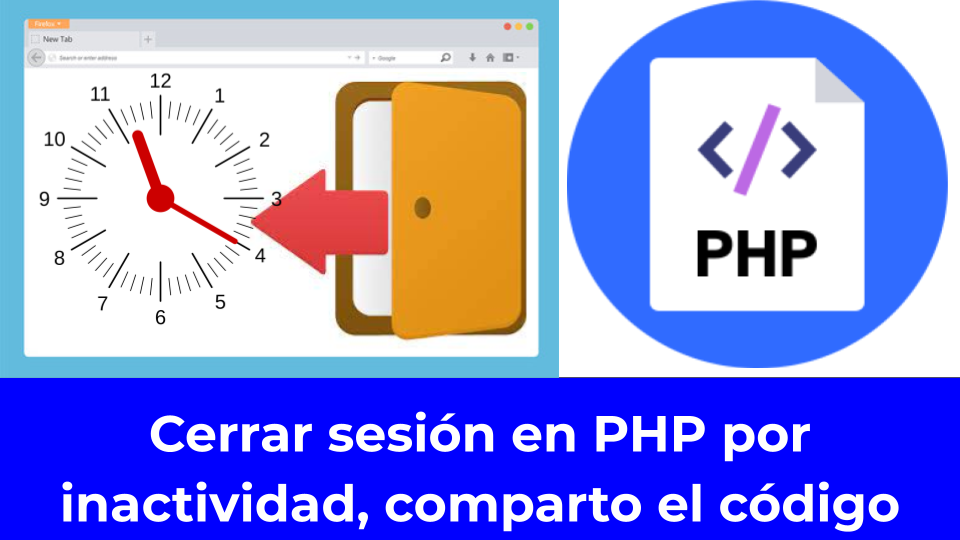 Firefox
New Tab
Search or enter address
Google
12
1
2
3
4
5
6
7
8
9
10
11
PHP
Cerrar sesión en PHP por
inactividad, comparto el código